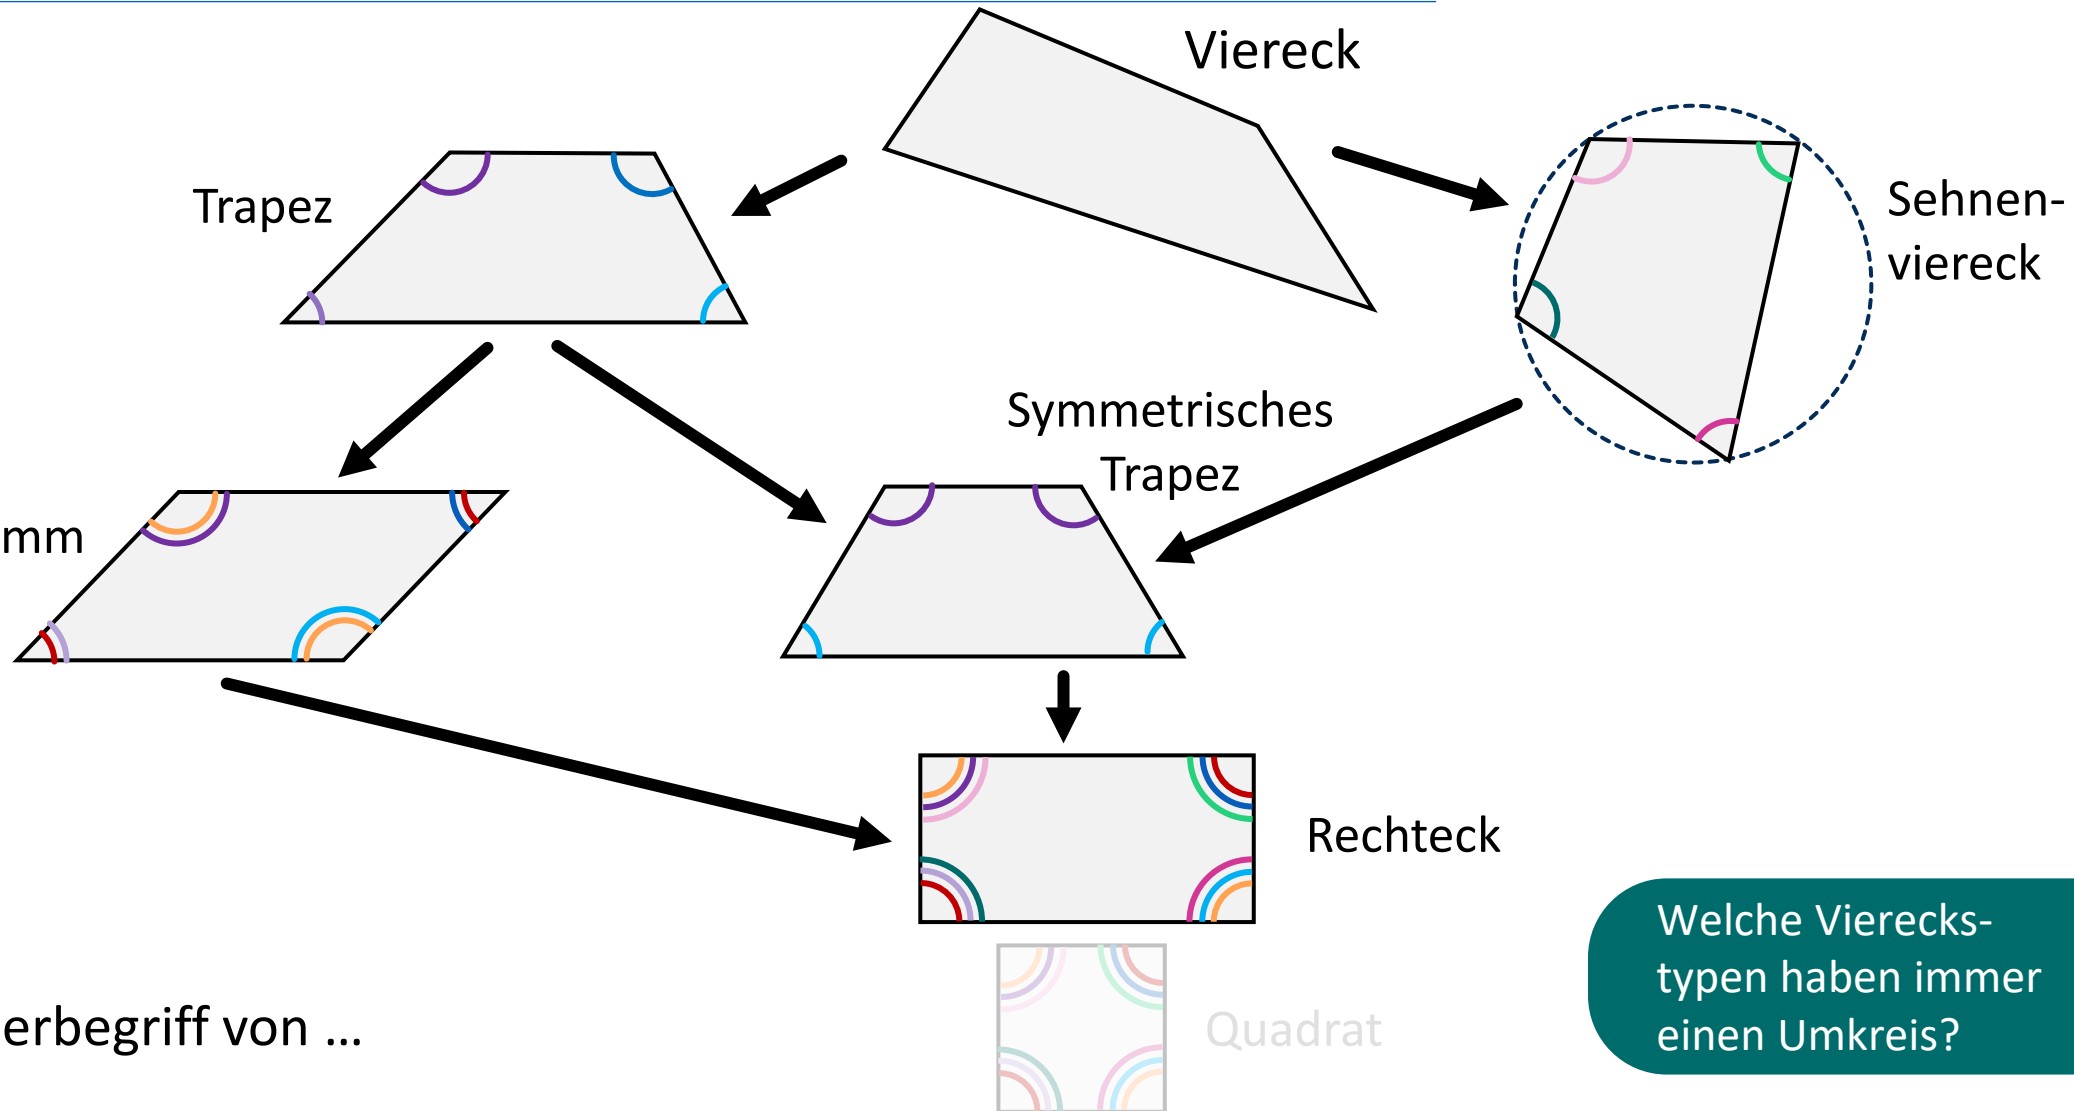 Viereck
Trapez
Sehnen-
viereck
Symmetrisches
Trapez
mm
Rechteck
Welche Vierecks-
typen haben immer
einen Umkreis?
erbegriff von ...
Quadrat